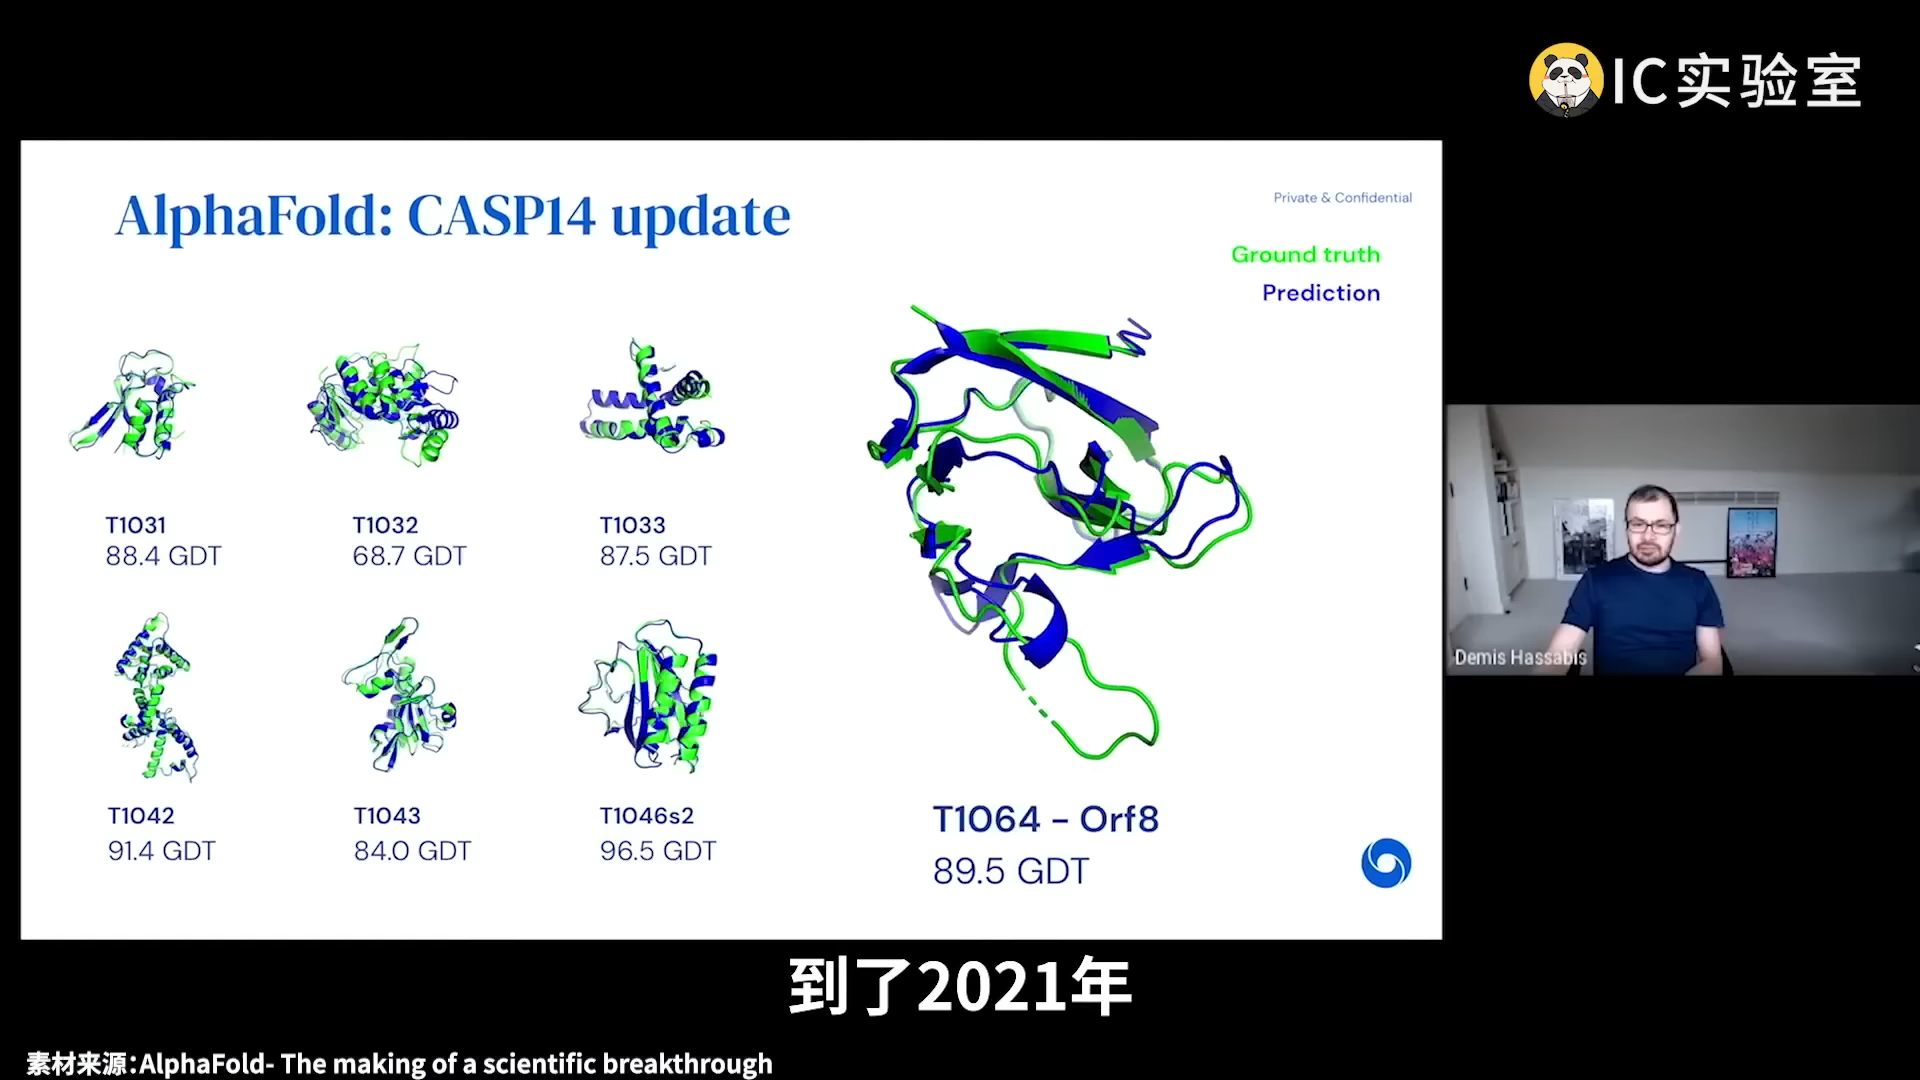 IC实验室
AlphaFold: CASP14 update
Private & Confidential
Ground truth
Prediction
T1031
88.4 GDT
T1032
68.7 GDT
T1033
87.5 GDT
T1042
91.4 GDT
T1043
84.0 GDT
T1046s2
96.5 GDT
T1064 - Orf8
89.5 GDT
Demis Hassabis
到了2021年
素材来源:AlphaFold- The making of a scientific breakthrough